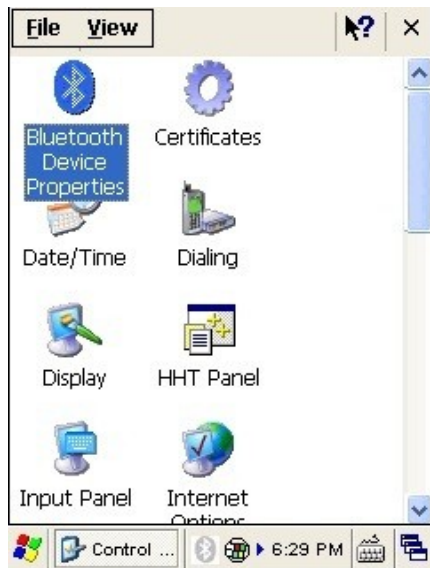 File View
Bluetooth
Device
Properties
Certificates
Date/Time
Dialing
Display
HHT Panel
Input Panel
Internet
Options
Control ...
6:29 PM